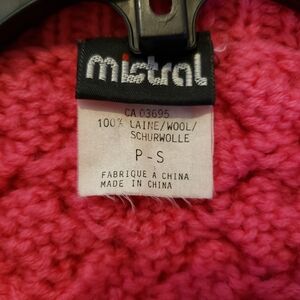 mistral
CA 03695
100% LAINE/WOOL/
SCHURWOLLE
P-S
FABRIQUE À CHINA
MADE IN CHINA